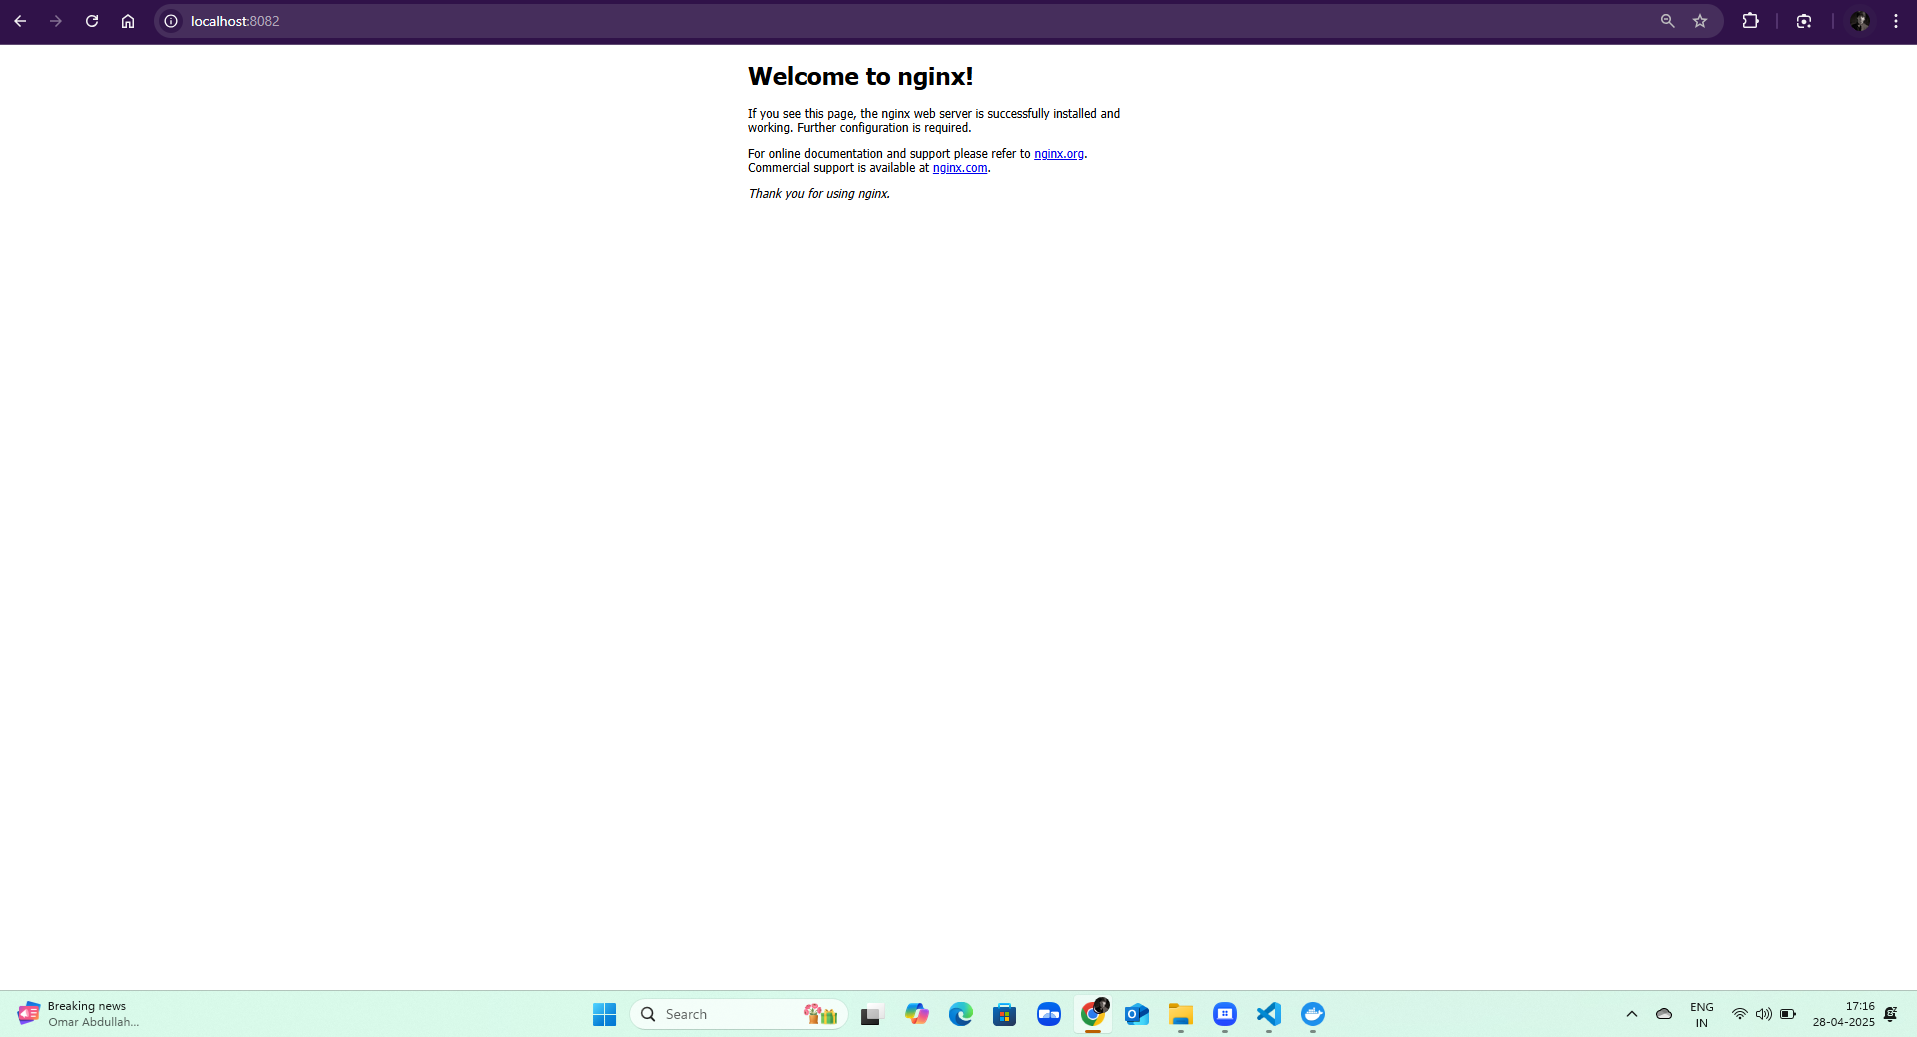 localhost:8082
Welcome to nginx!
If you see this page, the nginx web server is successfully installed and
working. Further configuration is required.
For online documentation and support please refer to nginx.org.
Commercial support is available at nginx.com.
Thank you for using nginx.
Breaking news
Omar Abdullah...
Search
ENG
IN
17:16
28-04-2025